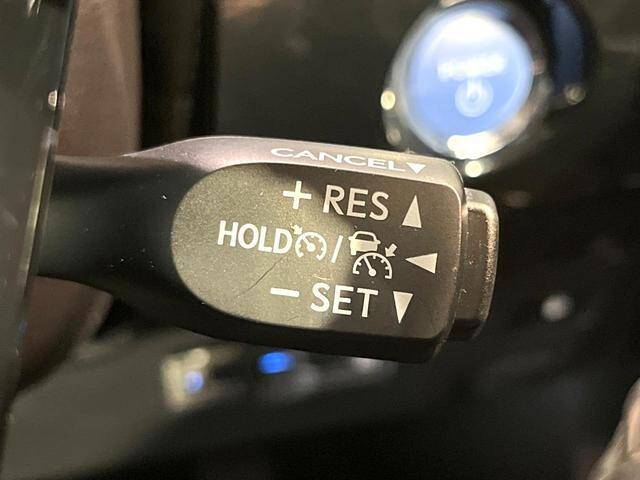 CANCEL▼
+ RES ▲
HOLD / ◀
− SET ▼